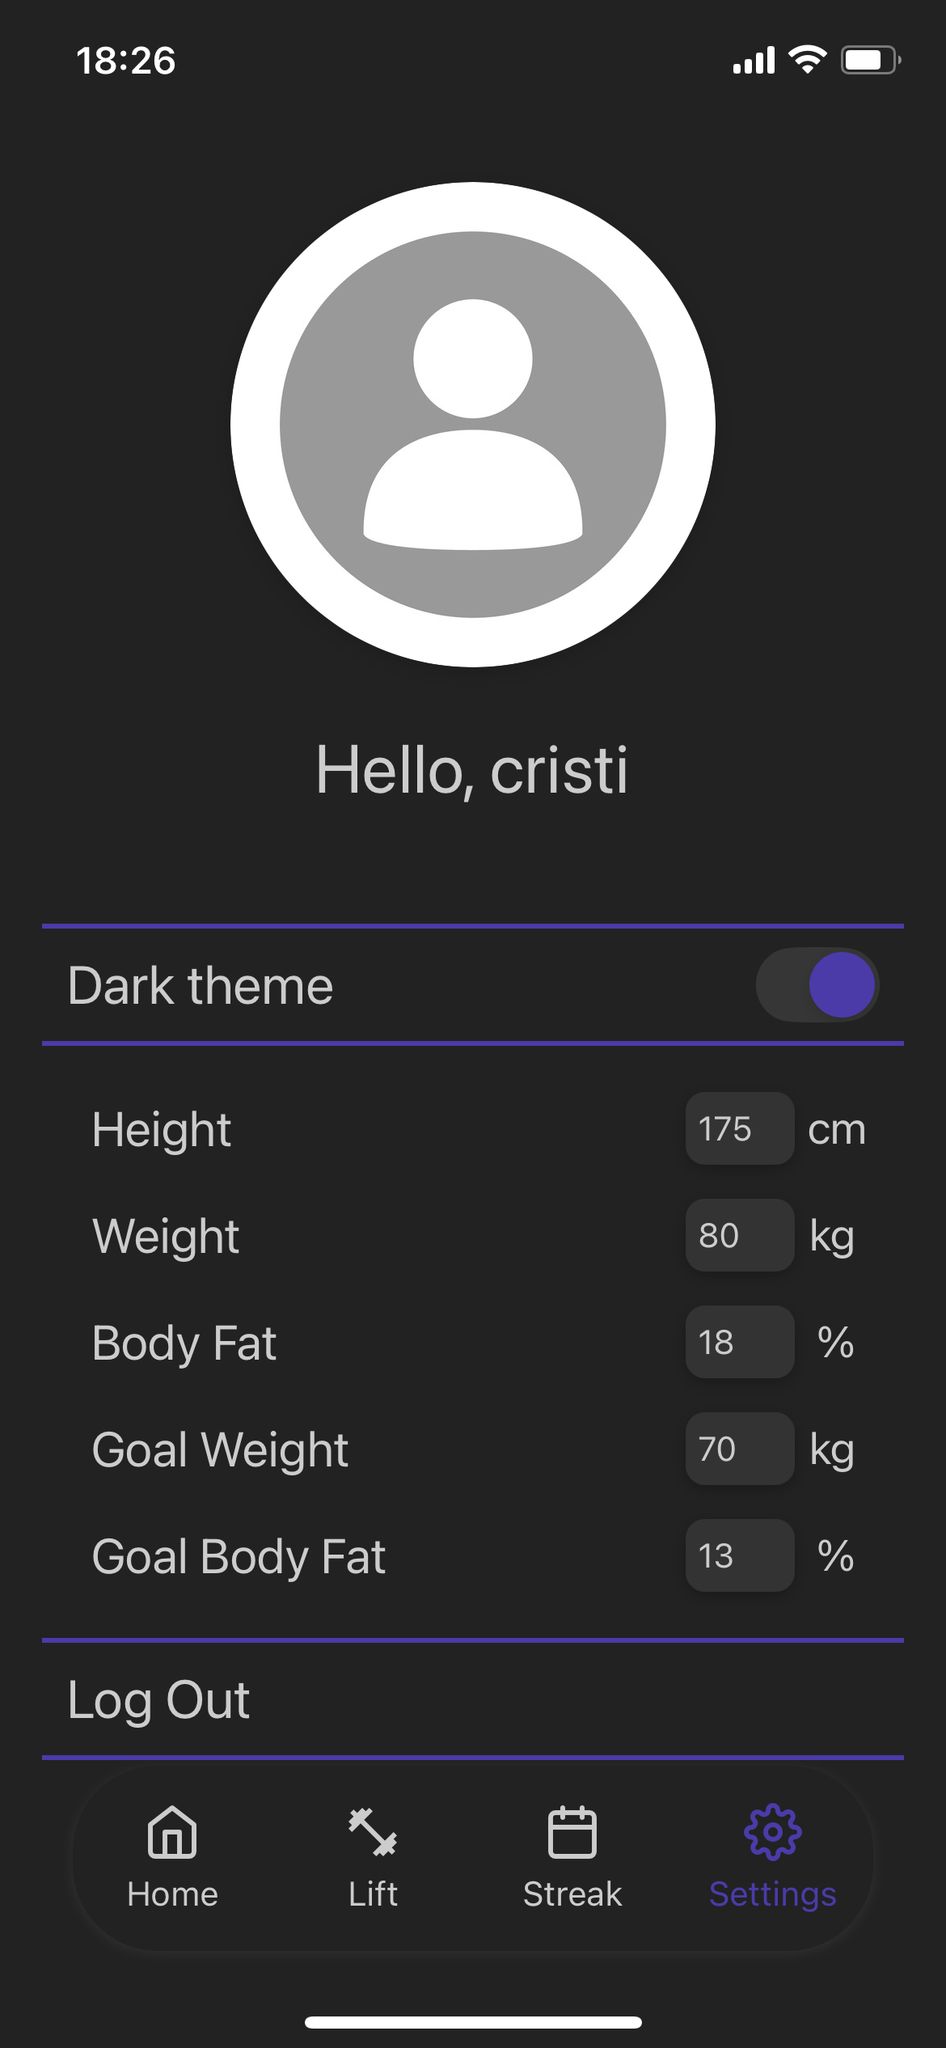 18:26
Hello, cristi
Dark theme
Height 175 cm
Weight 80 kg
Body Fat 18 %
Goal Weight 70 kg
Goal Body Fat 13 %
Log Out
Home Lift Streak Settings